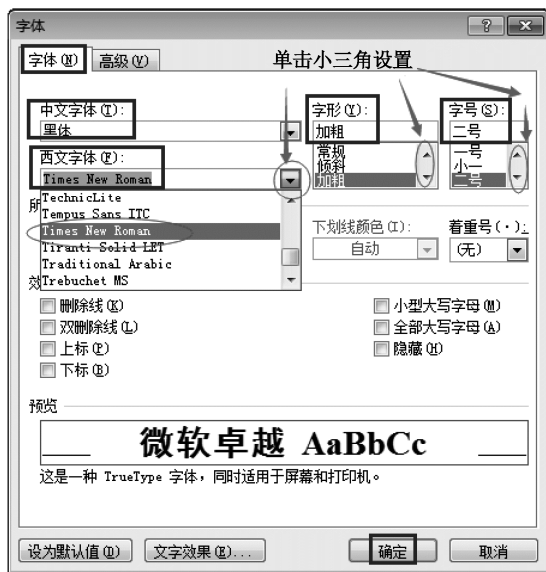 字体
字体(N) 高级(V) 单击小三角设置
中文字体(T): 字形(Y): 字号(S):
黑体 加粗 二号
西文字体(F): 常规 一号
Times New Roman 倾斜 小一
TechnicLite 加粗 二号
Tempus Sans ITC
所 下划线颜色(I): 着重号(·):
Times New Roman 自动 (无)
Tiranti Solid LET
Traditional Arabic
效 Trebuchet MS
删除线(K) 小型大写字母(M)
双删除线(L) 全部大写字母(A)
上标(P) 隐藏(H)
下标(B)
预览
微软卓越 AaBbCc
这是一种 TrueType 字体，同时适用于屏幕和打印机。
设为默认值(D) 文字效果(E)... 确定 取消